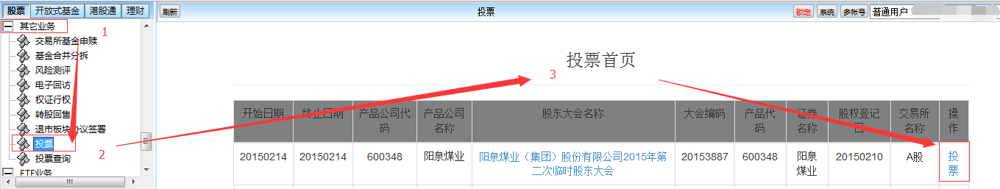 股票 开放式基金 港股通 理财
刷新 投票 锁定 系统 多帐号 普通用户
其它业务
1
交易所基金申赎
基金合并分拆
风险测评
电子回访
权证行权
转股回售
退市板块协议签署
投票
2
投票查询
ETF业务
投票首页
3
开始日期 终止日期 产品公司代码 产品公司名称 股东大会名称 大会编码 产品代码 证券名称 股权登记日 交易所名称 操作
20150214 20150214 600348 阳泉煤业 阳泉煤业（集团）股份有限公司2015年第二次临时股东大会 20153887 600348 阳泉煤业 20150210 A股 投票